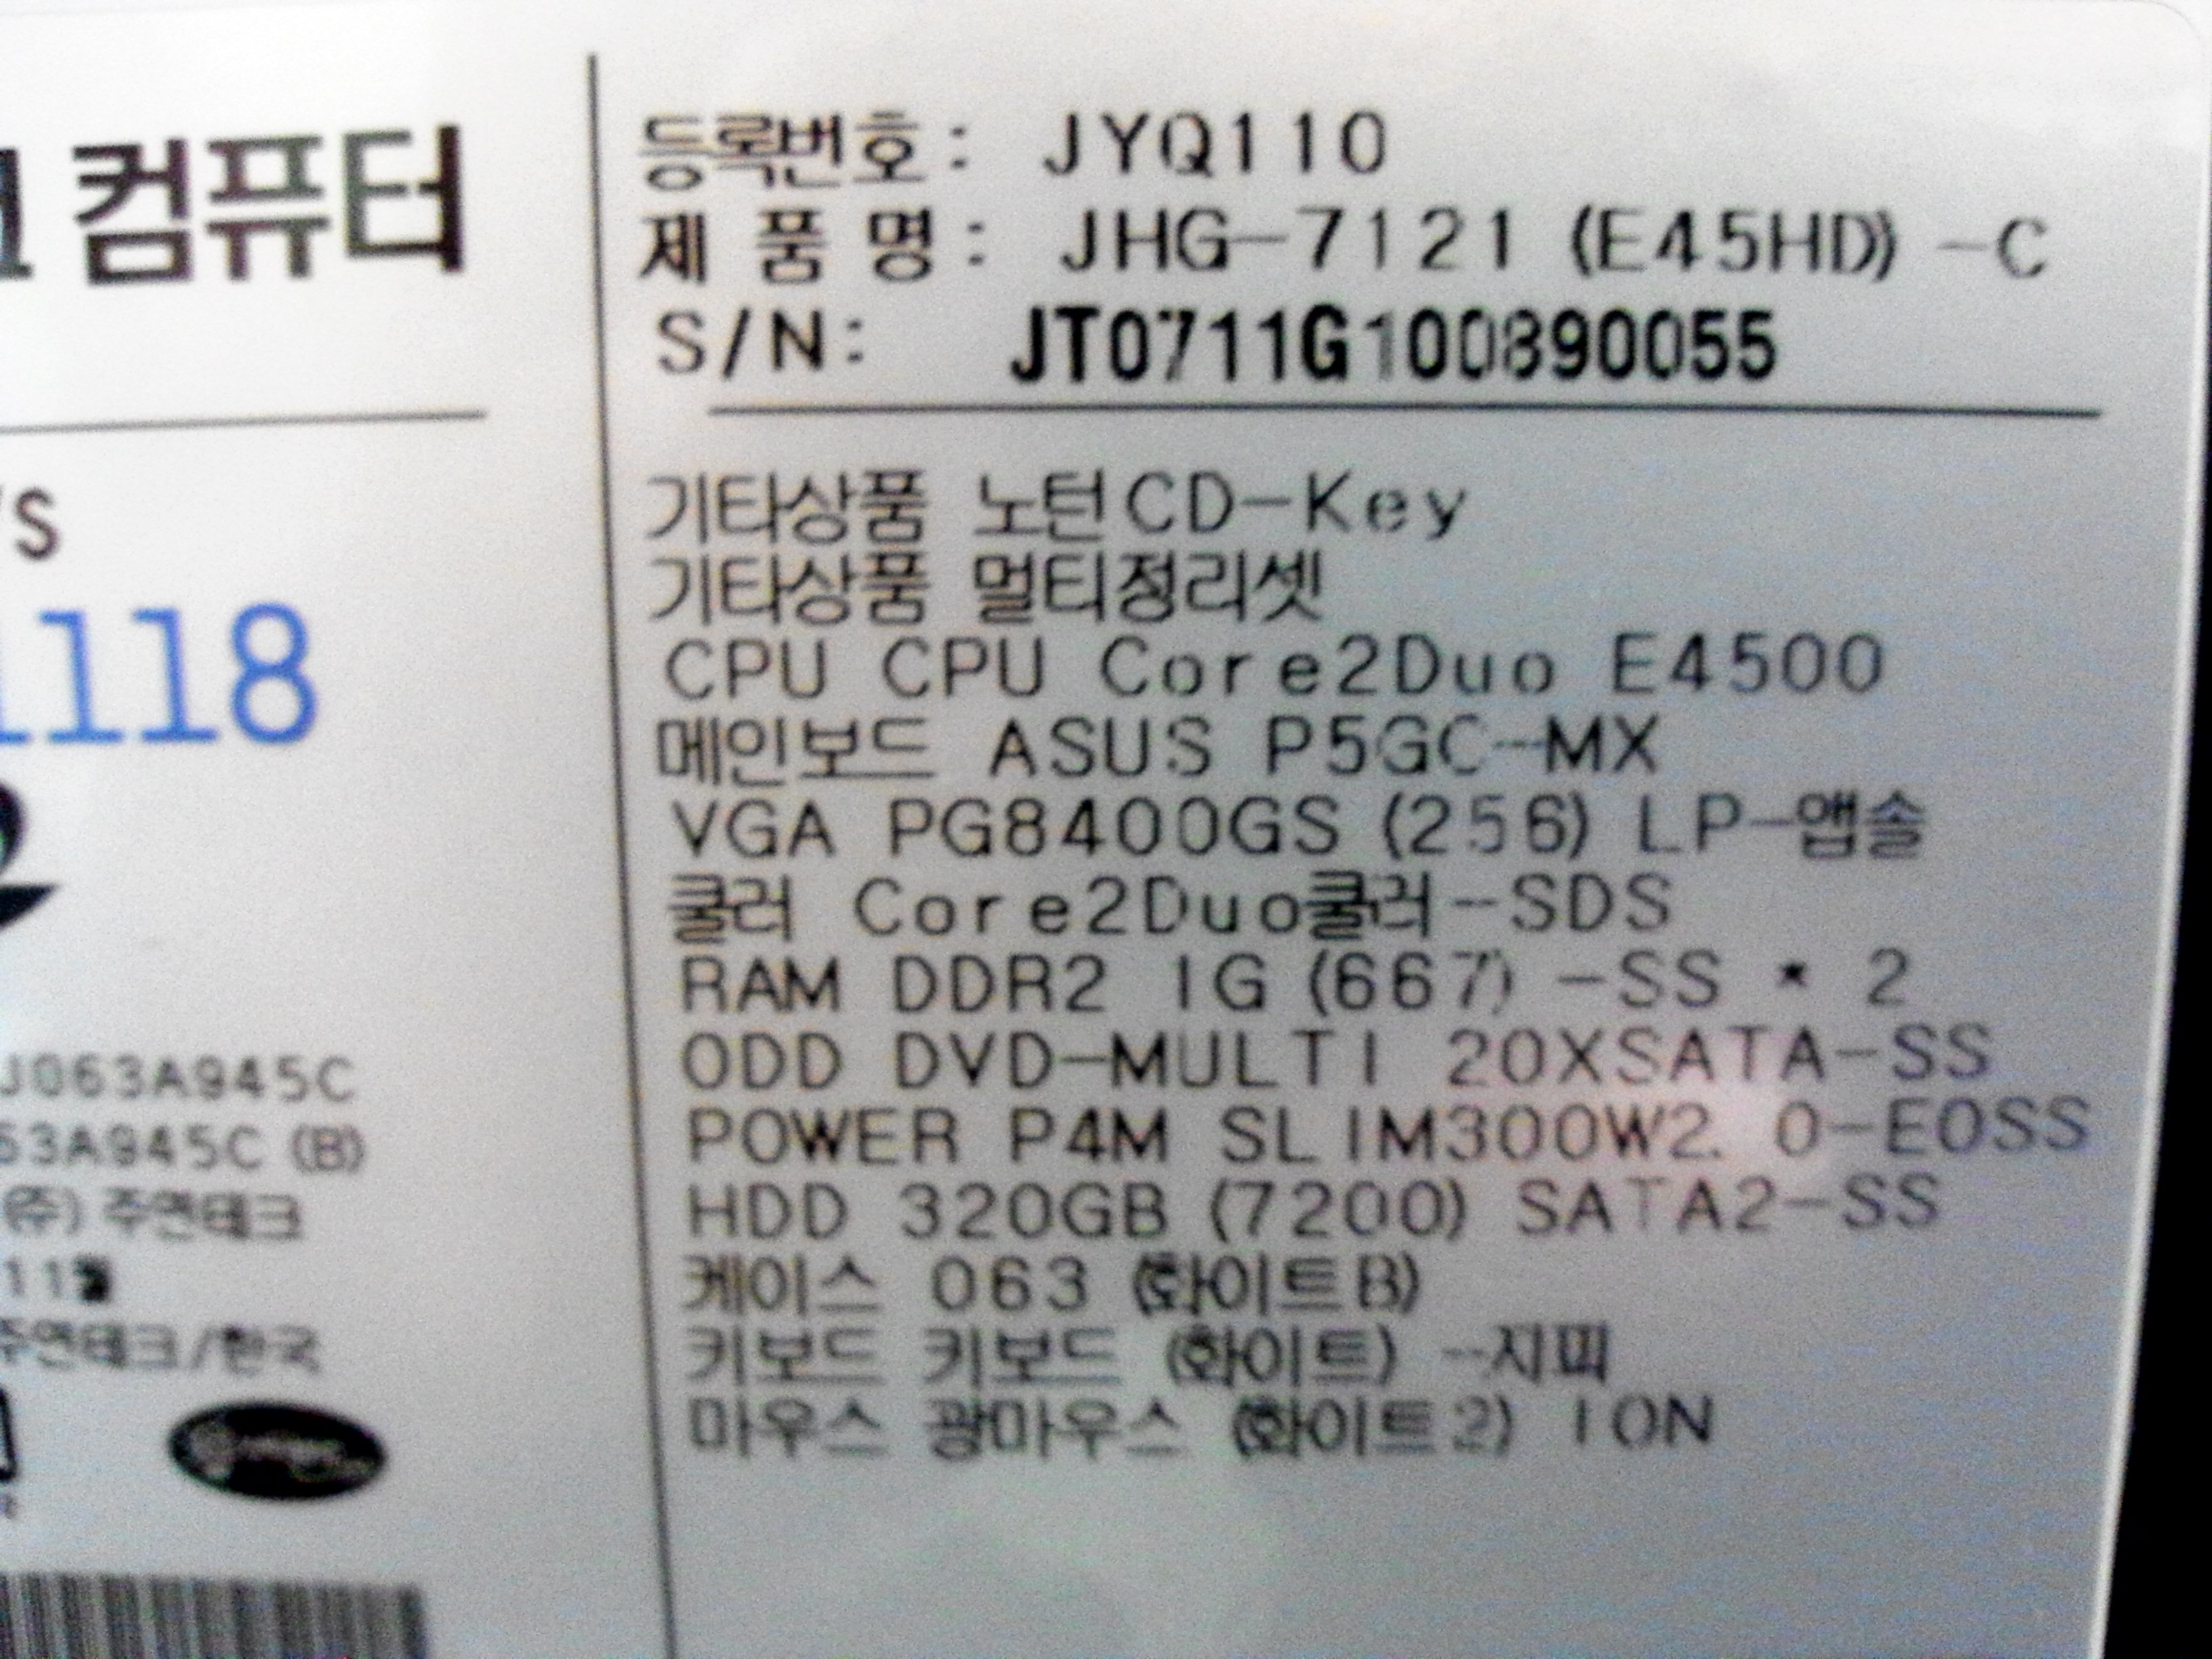 컴퓨터
/S
1118
J063A945C
63A945C (B)
(주) 주연테크
11월
주연테크/한국
등록번호: JYQ110
제 품 명: JHG-7121 (E45HD) -C
S/N: JT0711G100890055
기타상품 노턴CD-Key
기타상품 멀티정리셋
CPU CPU Core2Duo E4500
메인보드 ASUS P5GC-MX
VGA PG8400GS (256) LP-앱솔
쿨러 Core2Duo쿨러-SDS
RAM DDR2 1G (667) -SS * 2
ODD DVD-MULTI 20XSATA-SS
POWER P4M SLIM300W2. 0-EOSS
HDD 320GB (7200) SATA2-SS
케이스 063 (화이트B)
키보드 키보드 (화이트) -지피
마우스 광마우스 (화이트2) ION